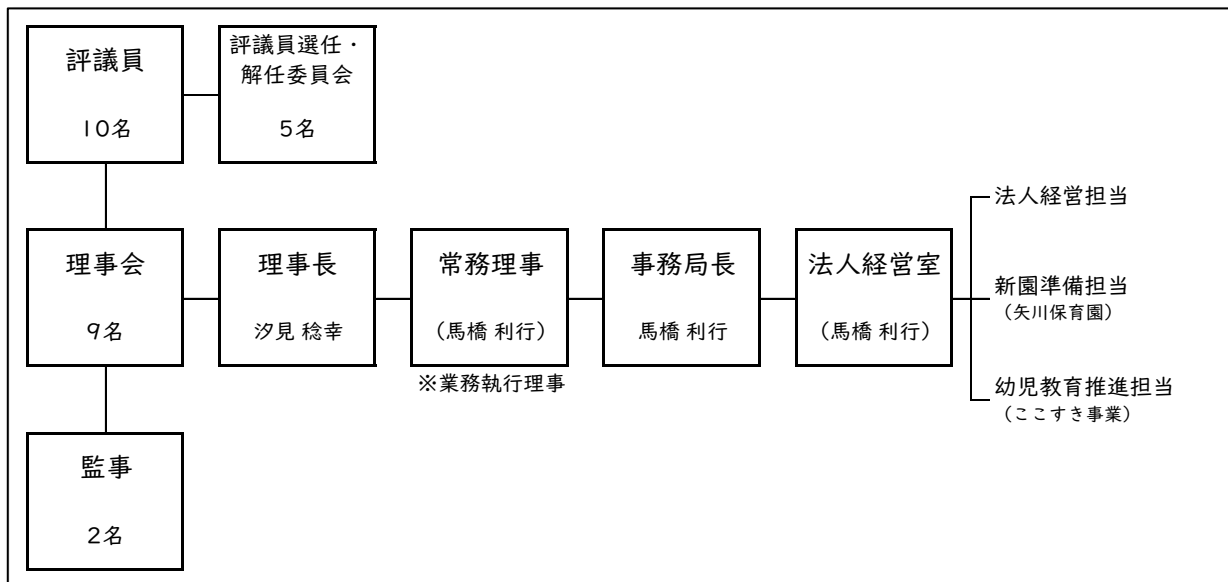 評議員
10名
評議員選任・
解任委員会
5名
理事会
9名
理事長
汐見 稔幸
常務理事
(馬橋 利行)
※業務執行理事
事務局長
馬橋 利行
法人経営室
(馬橋 利行)
法人経営担当
新園準備担当
(矢川保育園)
幼児教育推進担当
(ここすき事業)
監事
2名